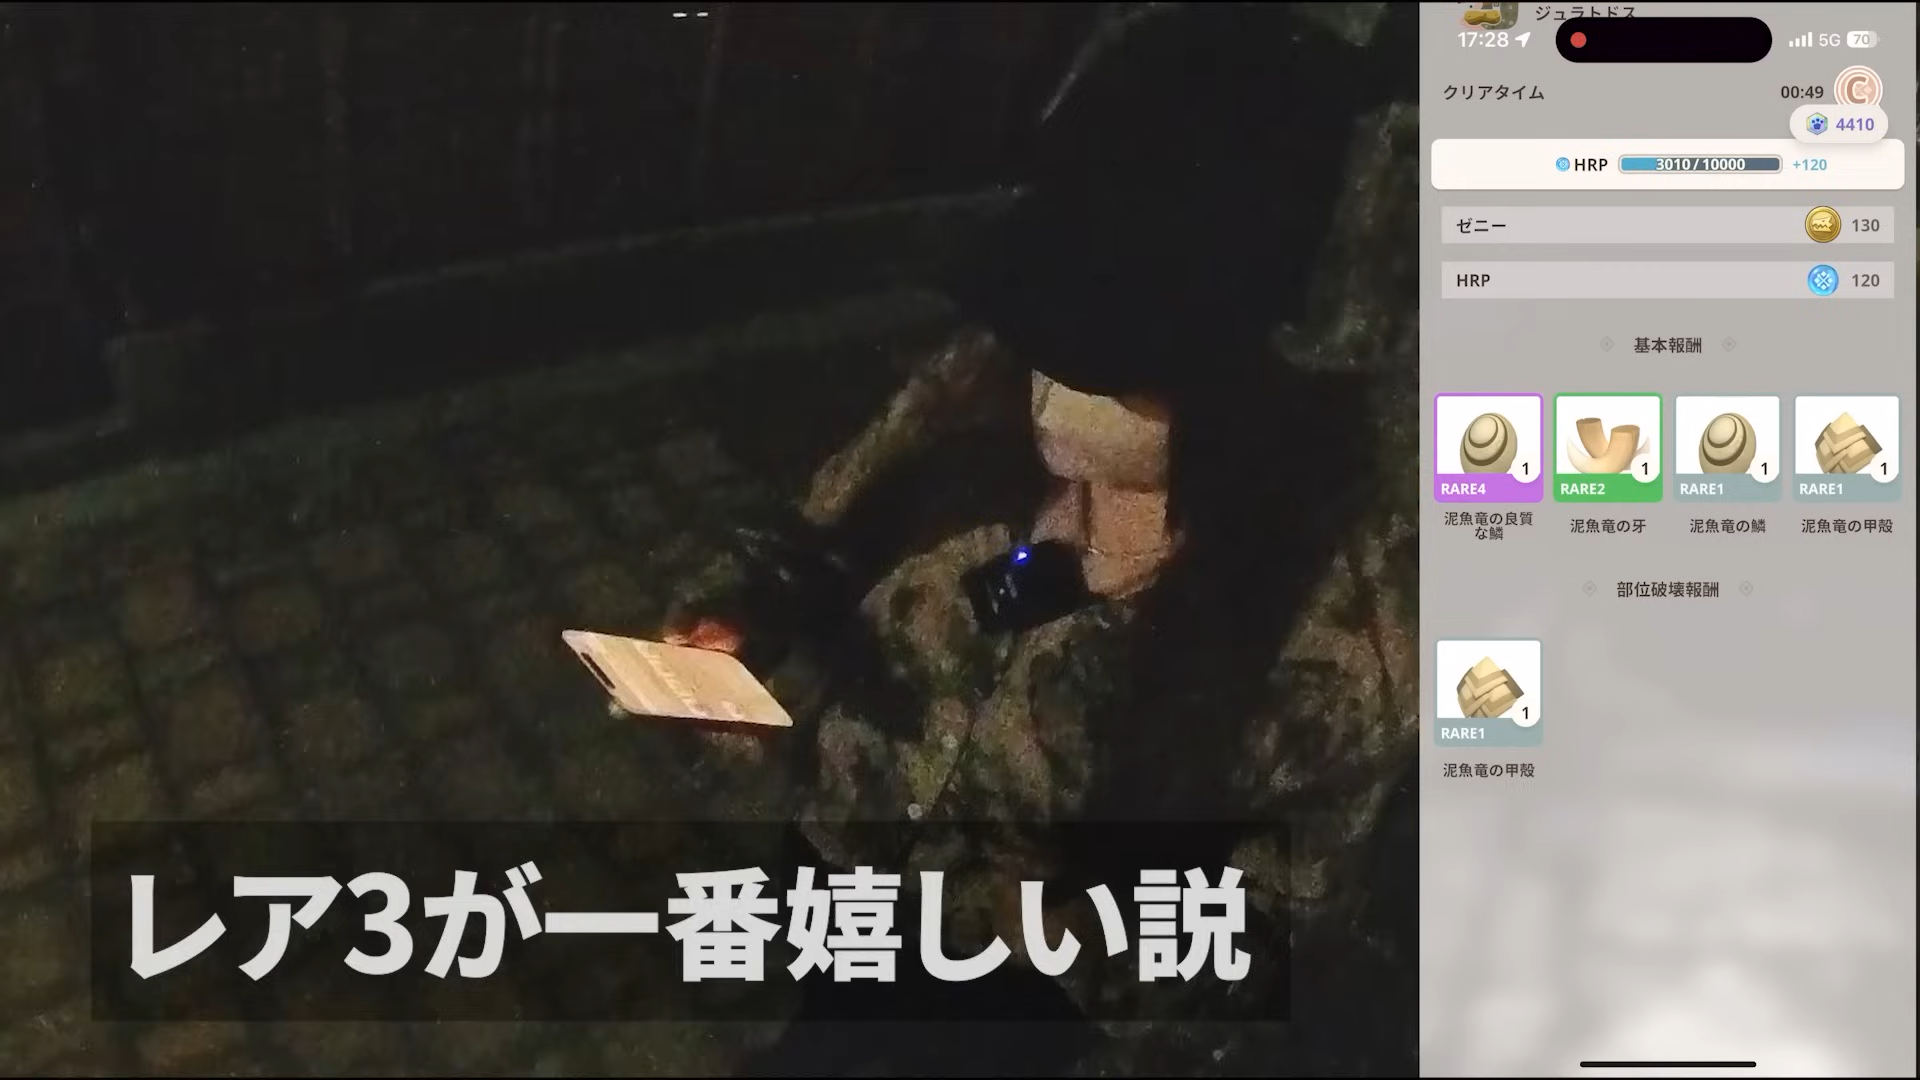 ジュラトドス
17:28
5G 70
クリアタイム
00:49
C
4410
HRP 3010/10000 +120
ゼニー 130
HRP 120
基本報酬
1 1 1 1
RARE4 RARE2 RARE1 RARE1
泥魚竜の良質な鱗 泥魚竜の牙 泥魚竜の鱗 泥魚竜の甲殻
部位破壊報酬
1
RARE1
泥魚竜の甲殻
レア3が一番嬉しい説